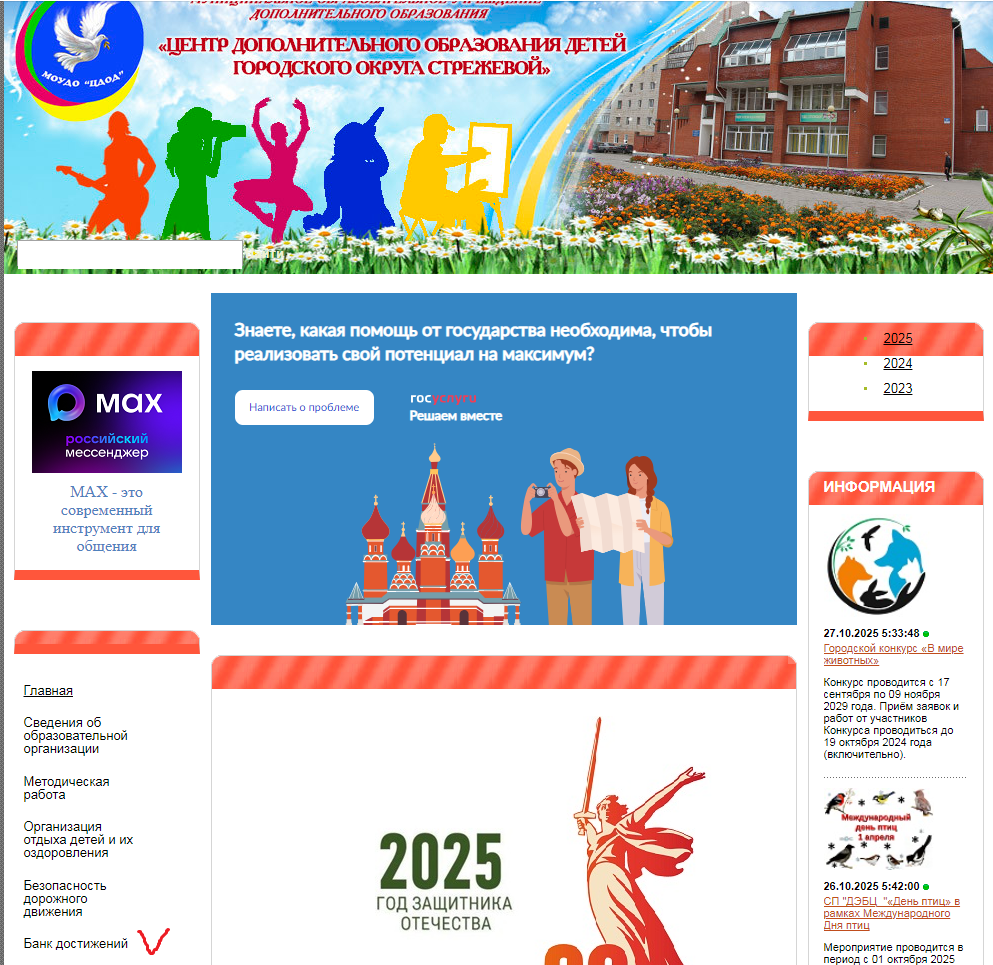 ДОПОЛНИТЕЛЬНОГО ОБРАЗОВАНИЯ
«ЦЕНТР ДОПОЛНИТЕЛЬНОГО ОБРАЗОВАНИЯ ДЕТЕЙ
ГОРОДСКОГО ОКРУГА СТРЕЖЕВОЙ»
МОУДО "ЦДОД"
max
российский
мессенджер
MAX - это
современный
инструмент для
общения
Главная
Сведения об
образовательной
организации
Методическая
работа
Организация
отдыха детей и их
оздоровления
Безопасность
дорожного
движения
Банк достижений
Знаете, какая помощь от государства необходима, чтобы
реализовать свой потенциал на максимум?
Написать о проблеме
госуслуги
Решаем вместе
2025
ГОД ЗАЩИТНИКА
ОТЕЧЕСТВА
2025
2024
2023
ИНФОРМАЦИЯ
27.10.2025 5:33:48
Городской конкурс «В мире
животных»
Конкурс проводится с 17
сентября по 09 ноября
2029 года. Приём заявок и
работ от участников
Конкурса проводиться до
19 октября 2024 года
(включительно).
Международный
день птиц
1 апреля
26.10.2025 5:42:00
СП "ДЭБЦ "«День птиц» в
рамках Международного
Дня птиц
Мероприятие проводится в
период с 01 октября 2025